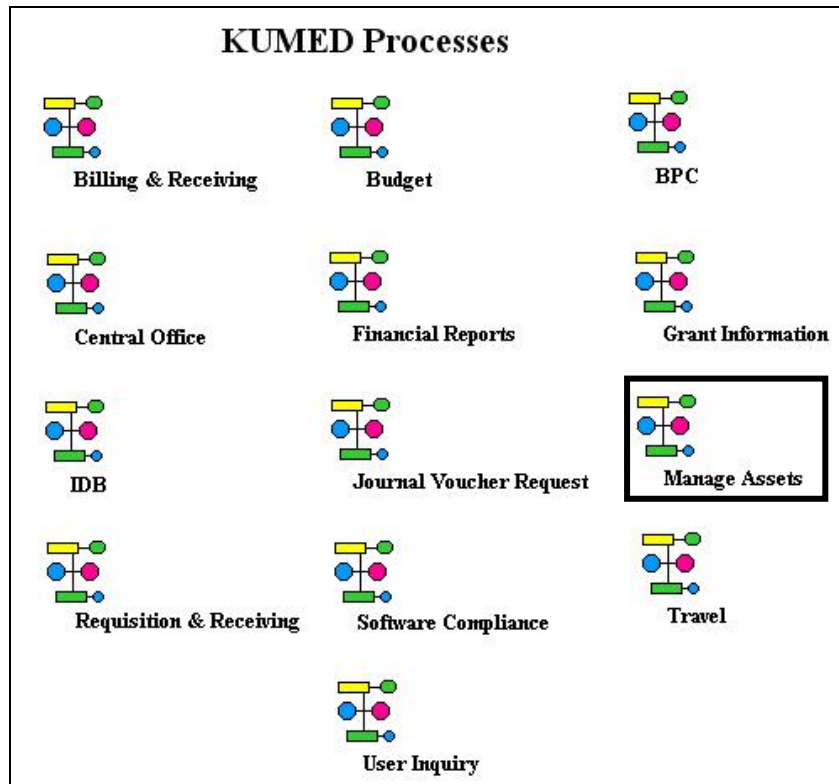 KUMED Processes
Billing & Receiving
Budget
BPC
Central Office
Financial Reports
Grant Information
IDB
Journal Voucher Request
Manage Assets
Requisition & Receiving
Software Compliance
Travel
User Inquiry